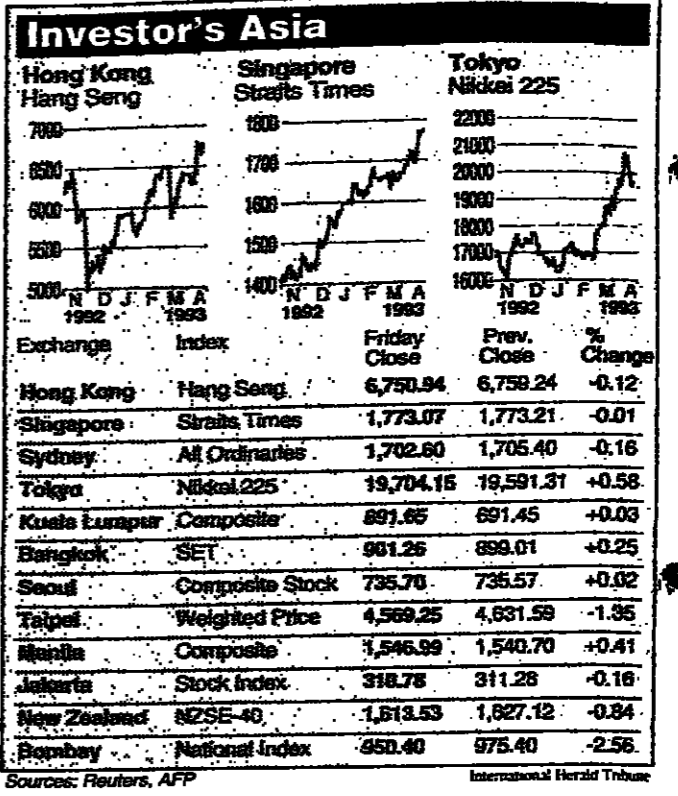 Investor's Asia
Hong Kong
Hang Seng
7000
6500
6000
5500
5000
N D J F M A
1992 1993
Singapore
Straits Times
1800
1700
1600
1500
1400
N D J F M A
1992 1993
Tokyo
Nikkei 225
22000
21000
20000
19000
18000
17000
16000
N D J F M A
1992 1993
Exchange Index Friday Close Prev. Close % Change
Hong Kong Hang Seng 6,750.94 6,759.24 -0.12
Singapore Straits Times 1,773.07 1,773.21 -0.01
Sydney All Ordinaries 1,702.60 1,705.40 -0.16
Tokyo Nikkei 225 19,704.15 19,591.31 +0.58
Kuala Lumpur Composite 691.65 691.45 +0.03
Bangkok SET 901.26 899.01 +0.25
Seoul Composite Stock 735.70 735.57 +0.02
Taipei Weighted Price 4,569.25 4,631.59 -1.35
Manila Composite 1,546.99 1,540.70 +0.41
Jakarta Stock Index 310.78 311.28 -0.16
New Zealand NZSE-40 1,613.53 1,627.12 -0.84
Bombay National Index 950.40 975.40 -2.56
Sources: Reuters, AFP
International Herald Tribune